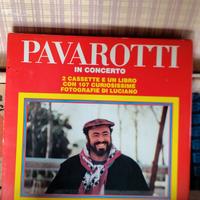 PAVAROTTI
IN CONCERTO
2 CASSETTE E UN LIBRO
CON 107 CURIOSISSIME
FOTOGRAFIE DI LUCIANO